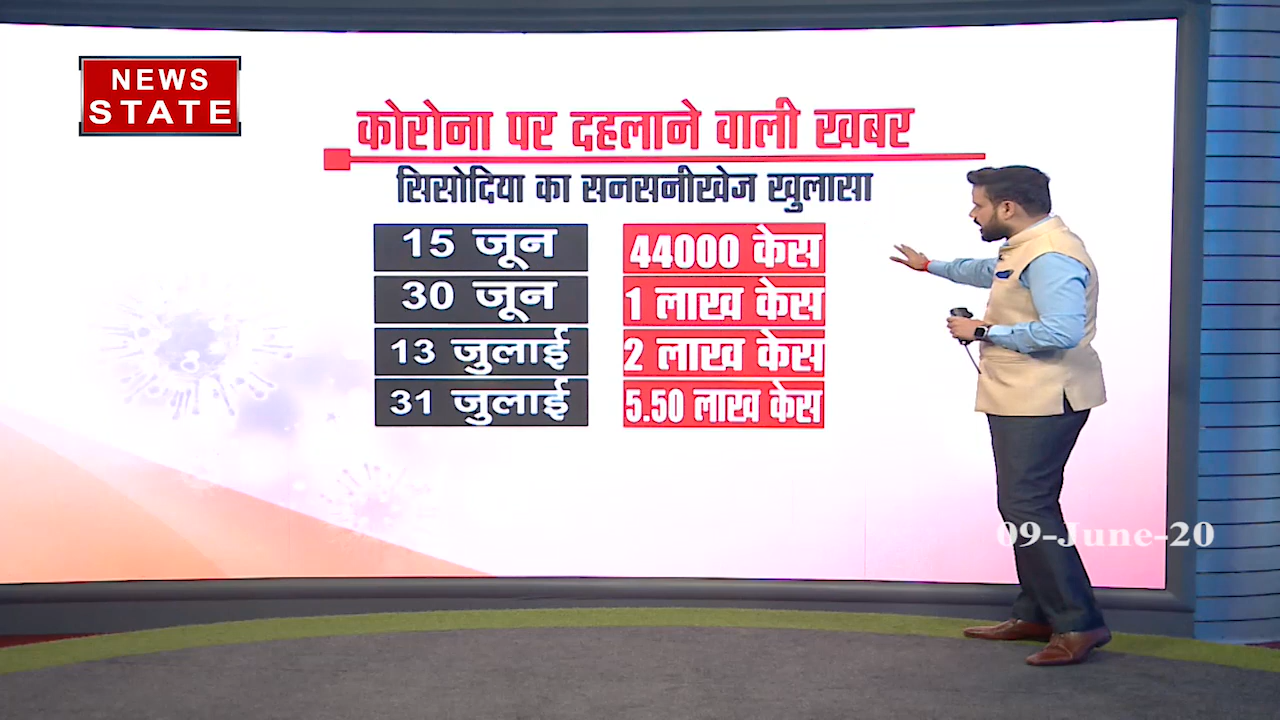 NEWS
STATE
कोरोना पर दहलाने वाली खबर
सिसोदिया का सनसनीखेज खुलासा
15 जून 44000 केस
30 जून 1 लाख केस
13 जुलाई 2 लाख केस
31 जुलाई 5.50 लाख केस
09-June-20